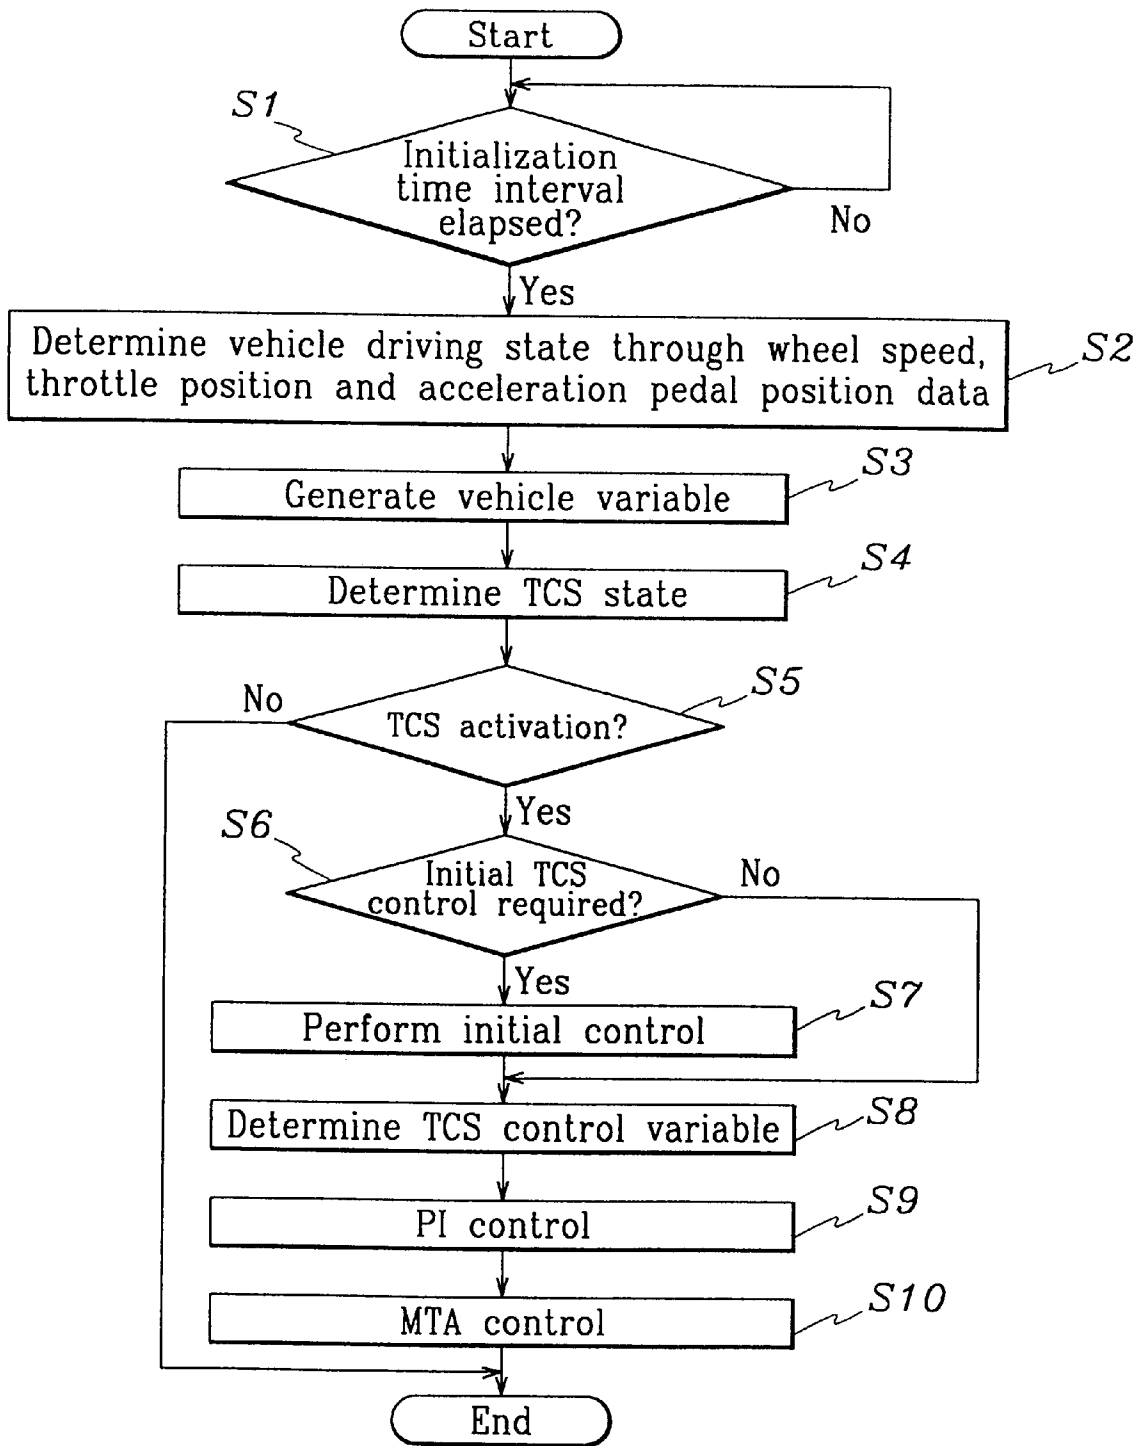 Start
S1
Initialization
time interval
elapsed?
No
Yes
Determine vehicle driving state through wheel speed,
throttle position and acceleration pedal position data
S2
Generate vehicle variable
S3
Determine TCS state
S4
No
TCS activation?
S5
Yes
S6
Initial TCS
control required?
No
Yes
Perform initial control
S7
Determine TCS control variable
S8
PI control
S9
MTA control
S10
End